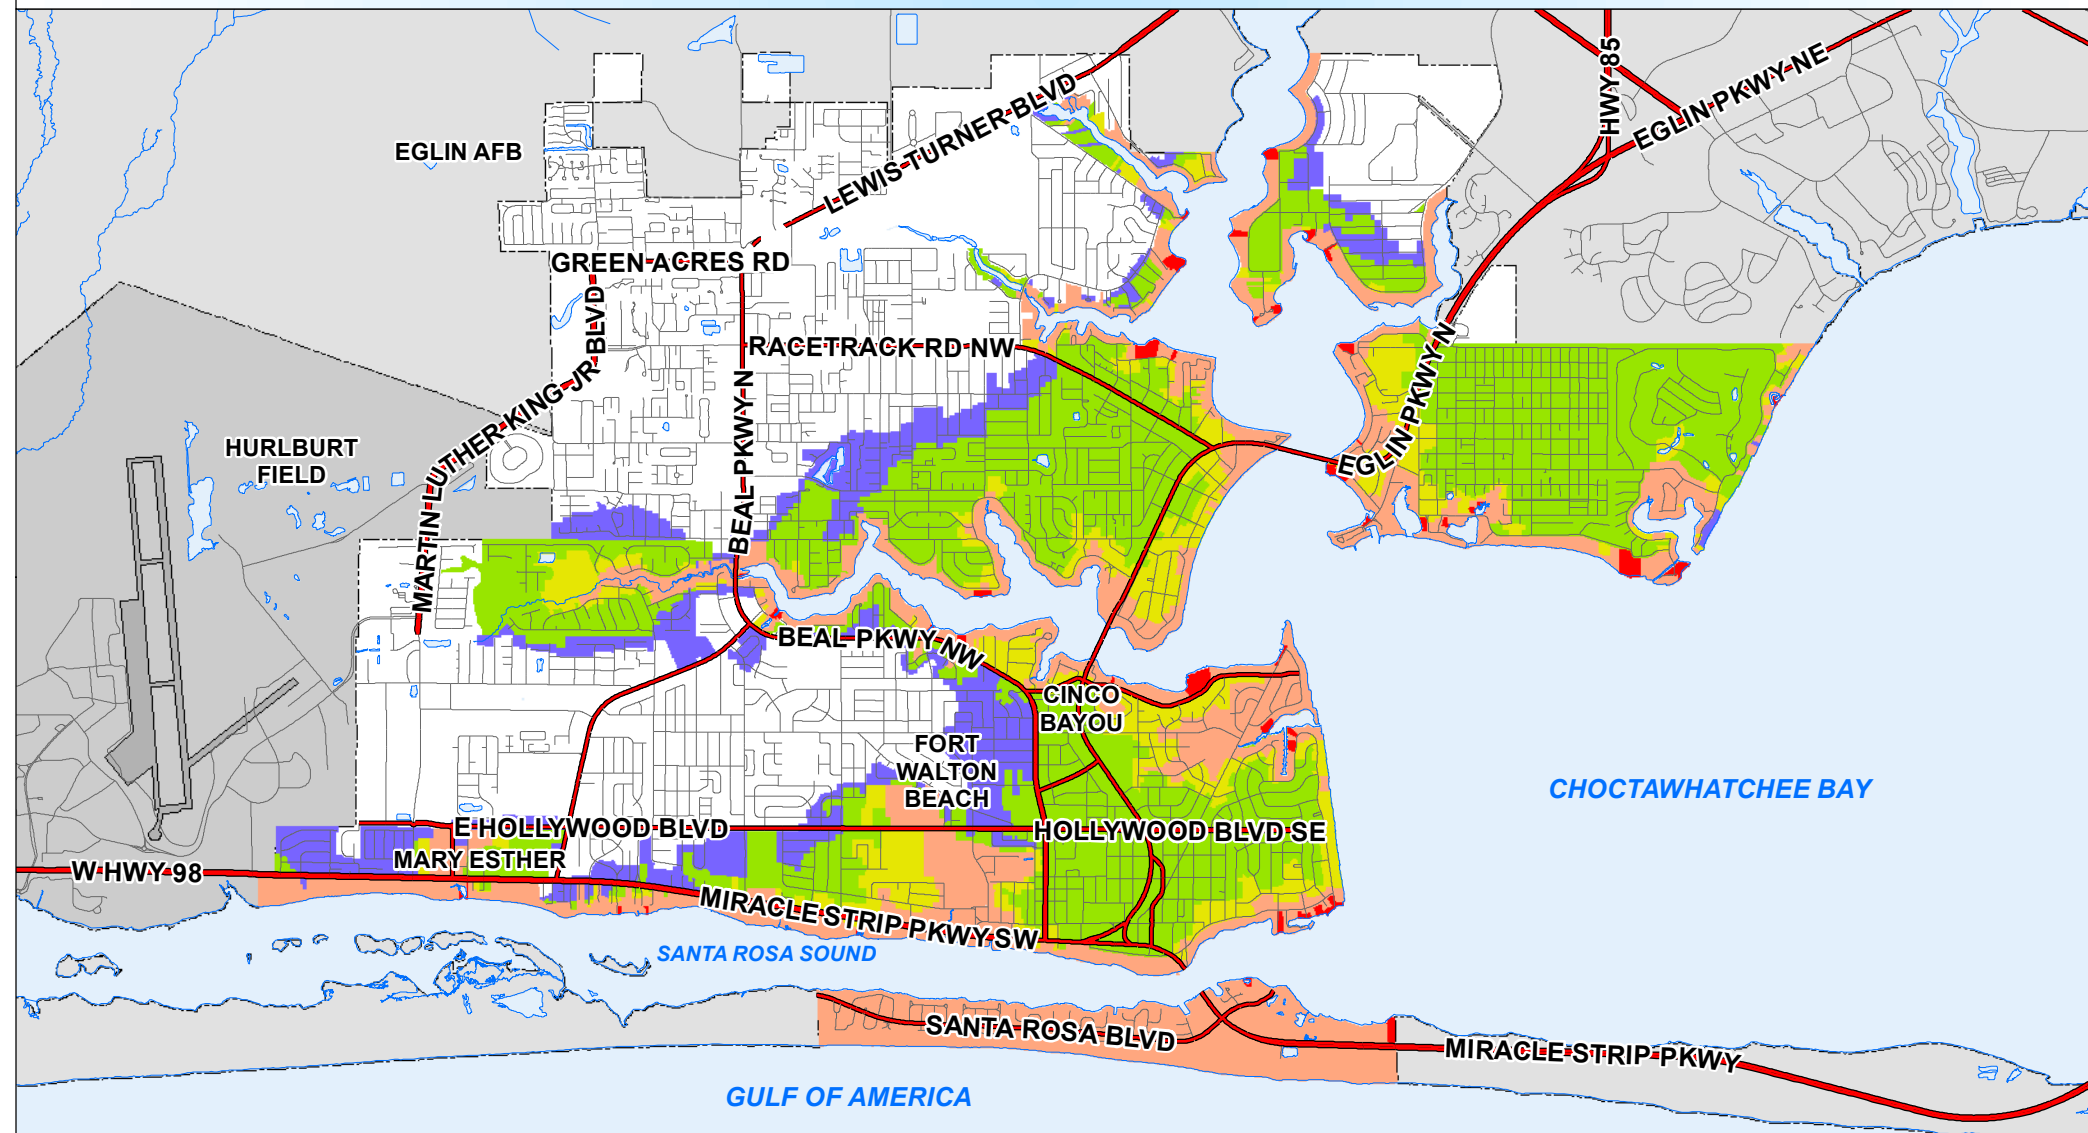 HWY 85
EGLIN PKWY NE
LEWIS TURNER BLVD
EGLIN AFB
GREEN ACRES RD
RACETRACK RD NW
MARTIN LUTHER KING JR BLVD
BEAL PKWY N
EGLIN PKWY N
HURLBURT
FIELD
BEAL PKWY NW
CINCO
BAYOU
FORT
WALTON
BEACH
CHOCTAWHATCHEE BAY
E HOLLYWOOD BLVD
HOLLYWOOD BLVD SE
MARY ESTHER
W HWY 98
MIRACLE STRIP PKWY SW
SANTA ROSA SOUND
SANTA ROSA BLVD
MIRACLE STRIP PKWY
GULF OF AMERICA